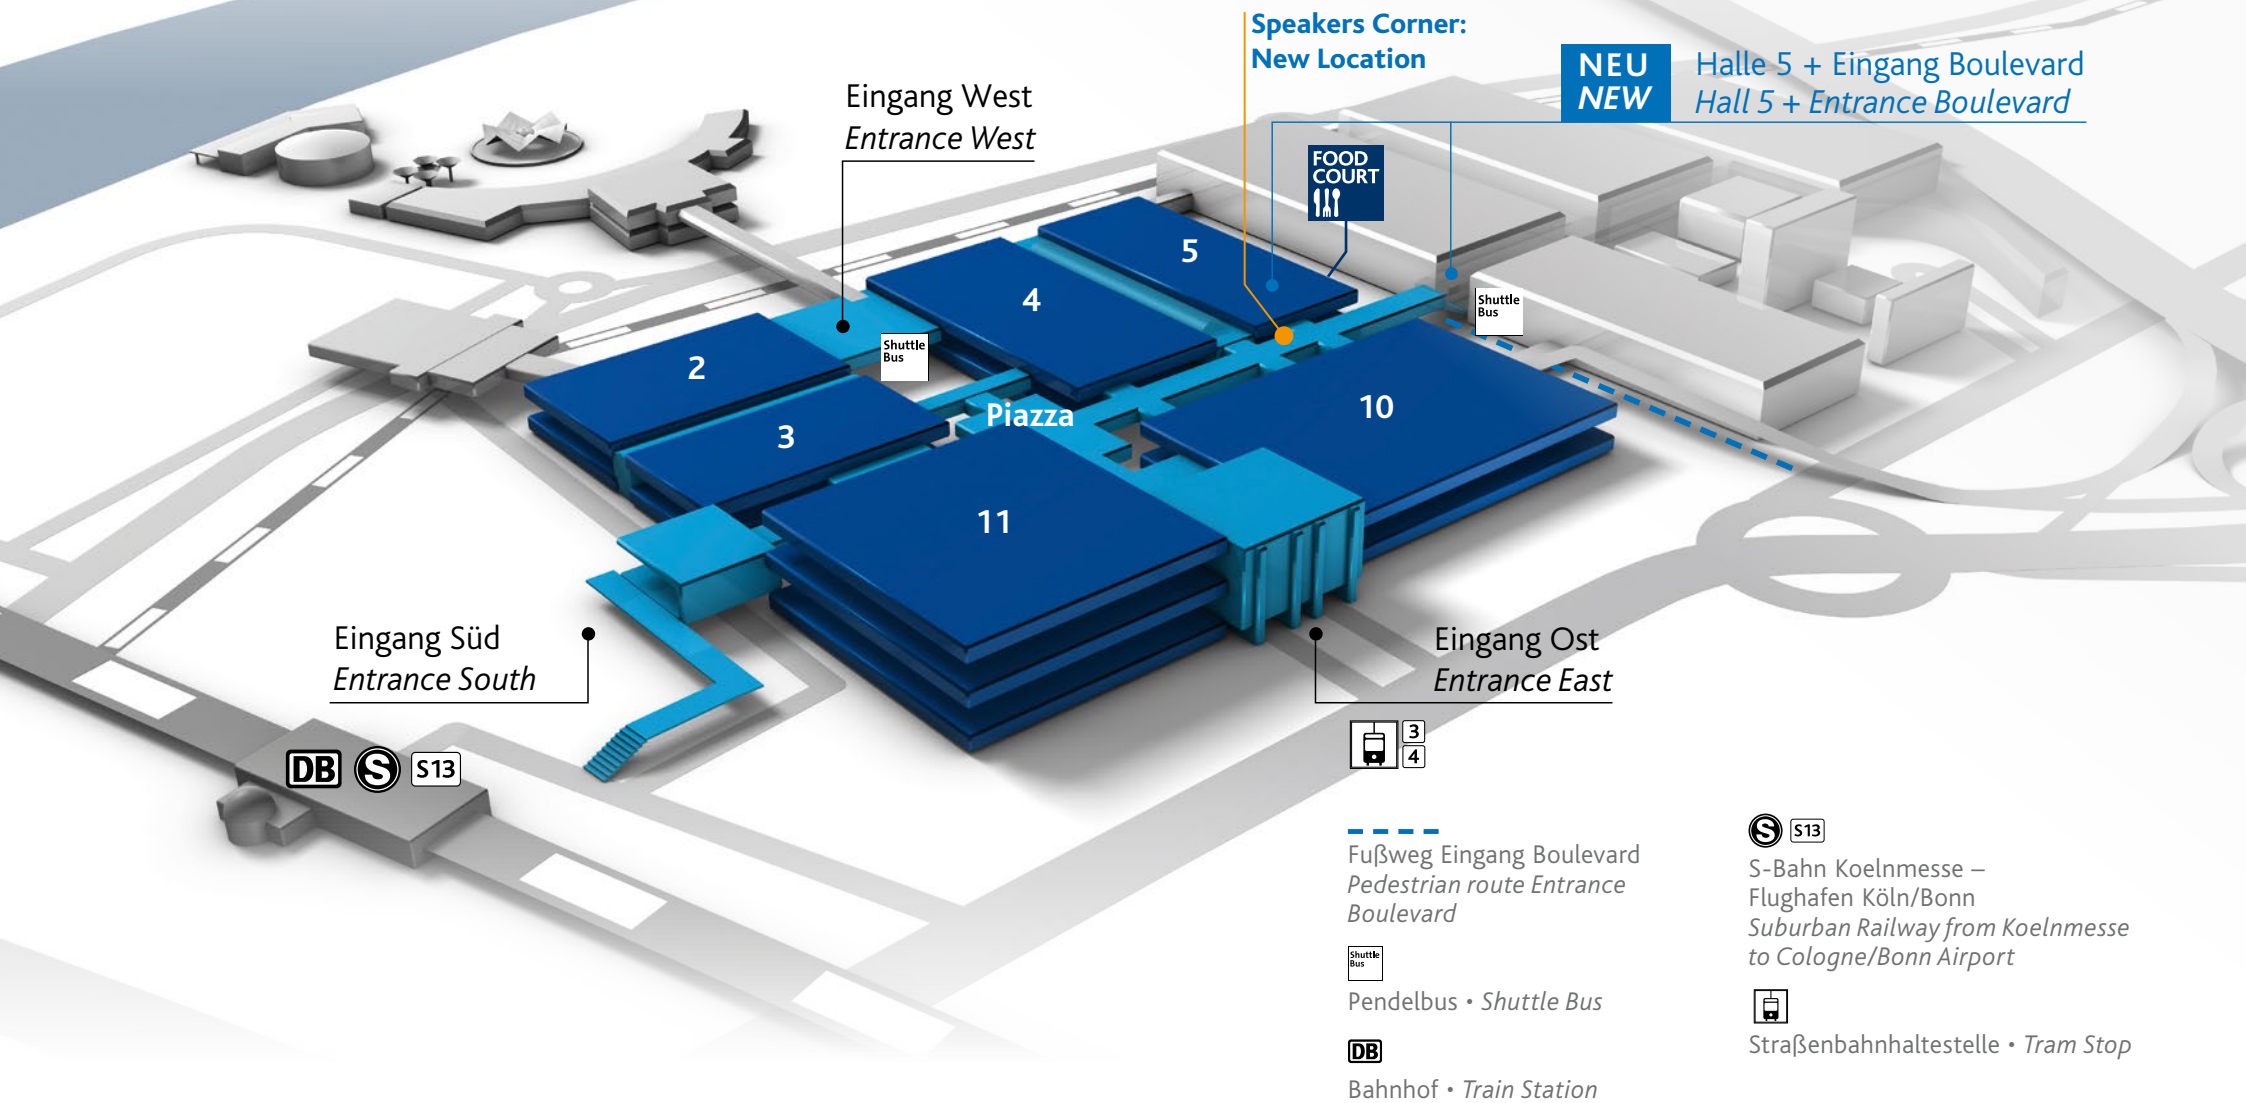 Speakers Corner:
New Location
NEU
NEW
Halle 5 + Eingang Boulevard
Hall 5 + Entrance Boulevard
Eingang West
Entrance West
FOOD
COURT
5
4
Shuttle
Bus
Shuttle
Bus
2
3
Piazza
10
11
Eingang Süd
Entrance South
Eingang Ost
Entrance East
3
4
DB S S13
Fußweg Eingang Boulevard
Pedestrian route Entrance
Boulevard
Shuttle
Bus
Pendelbus • Shuttle Bus
DB
Bahnhof • Train Station
S S13
S-Bahn Koelnmesse –
Flughafen Köln/Bonn
Suburban Railway from Koelnmesse
to Cologne/Bonn Airport
Straßenbahnhaltestelle • Tram Stop